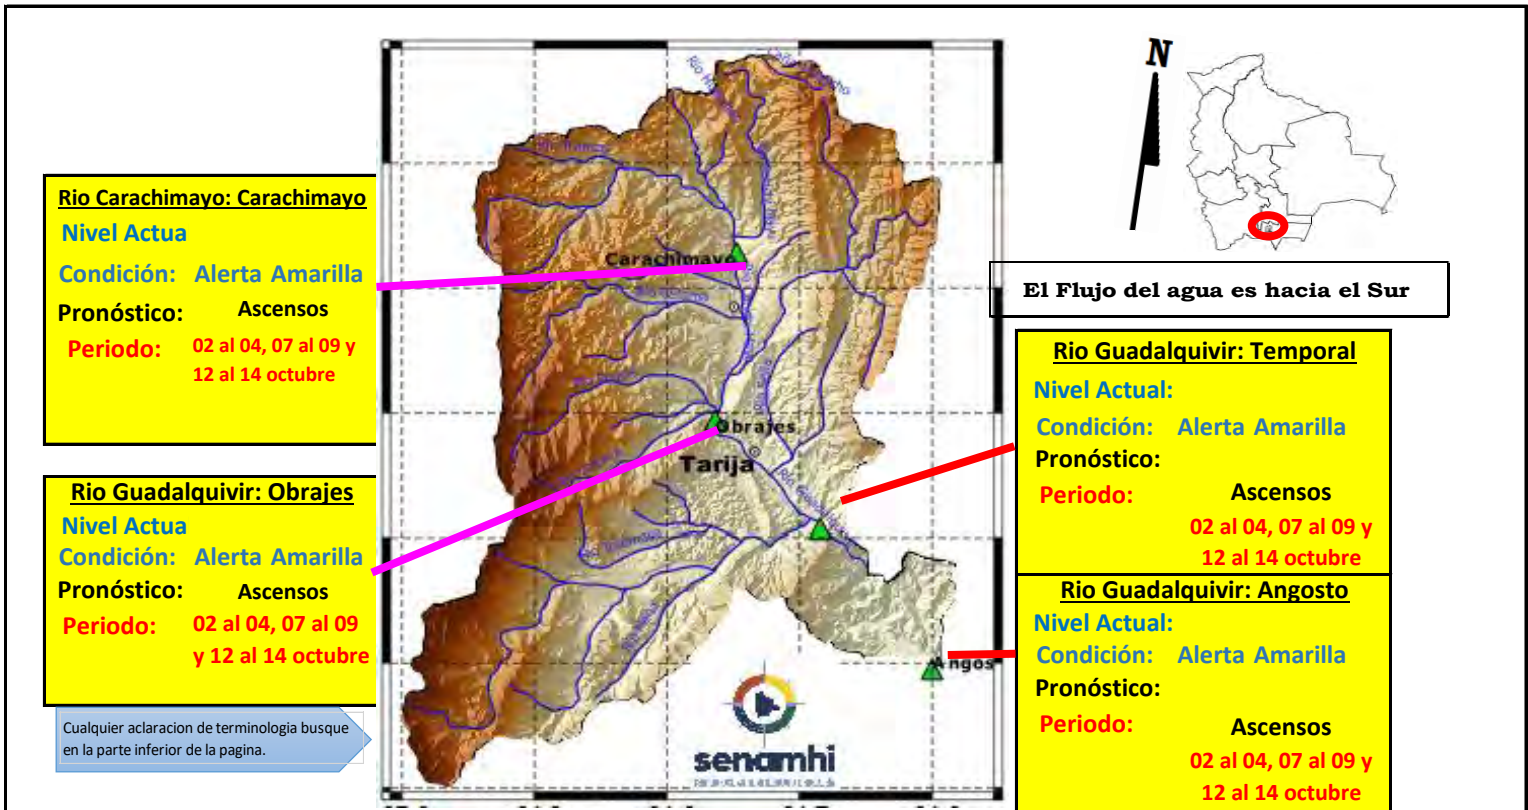 N
El Flujo del agua es hacia el Sur
Rio Carachimayo: Carachimayo
Nivel Actua
Condición: Alerta Amarilla
Pronóstico: Ascensos
Periodo: 02 al 04, 07 al 09 y
12 al 14 octubre
Rio Guadalquivir: Obrajes
Nivel Actua
Condición: Alerta Amarilla
Pronóstico: Ascensos
Periodo: 02 al 04, 07 al 09
y 12 al 14 octubre
Cualquier aclaracion de terminologia busque
en la parte inferior de la pagina.
Carachimayo
Obrajes
Tarija
Angos
senamhi
Rio Guadalquivir: Temporal
Nivel Actual:
Condición: Alerta Amarilla
Pronóstico:
Periodo: Ascensos
02 al 04, 07 al 09 y
12 al 14 octubre
Rio Guadalquivir: Angosto
Nivel Actual:
Condición: Alerta Amarilla
Pronóstico:
Periodo: Ascensos
02 al 04, 07 al 09 y
12 al 14 octubre